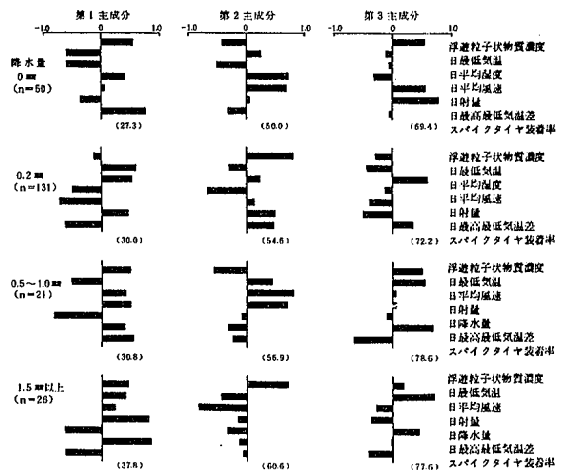 第1主成分 第2主成分 第3主成分
-1.0 0 1.0 -1.0 0 1.0 -1.0 0 1.0
降水量
0㎜
(n=50)
浮遊粒子状物質濃度
日最低気温
日平均湿度
日平均風速
日射量
日最高最低気温差
スパイクタイヤ装着率
(27.3) (50.0) (69.4)
0.2㎜
(n=131)
浮遊粒子状物質濃度
日最低気温
日平均湿度
日平均風速
日射量
日最高最低気温差
スパイクタイヤ装着率
(30.0) (54.6) (72.2)
0.5～1.0㎜
(n=21)
浮遊粒子状物質濃度
日最低気温
日平均風速
日射量
日降水量
日最高最低気温差
スパイクタイヤ装着率
(30.8) (56.9) (78.6)
1.5㎜以上
(n=26)
浮遊粒子状物質濃度
日最低気温
日平均風速
日射量
日降水量
日最高最低気温差
スパイクタイヤ装着率
(37.8) (60.6) (77.6)